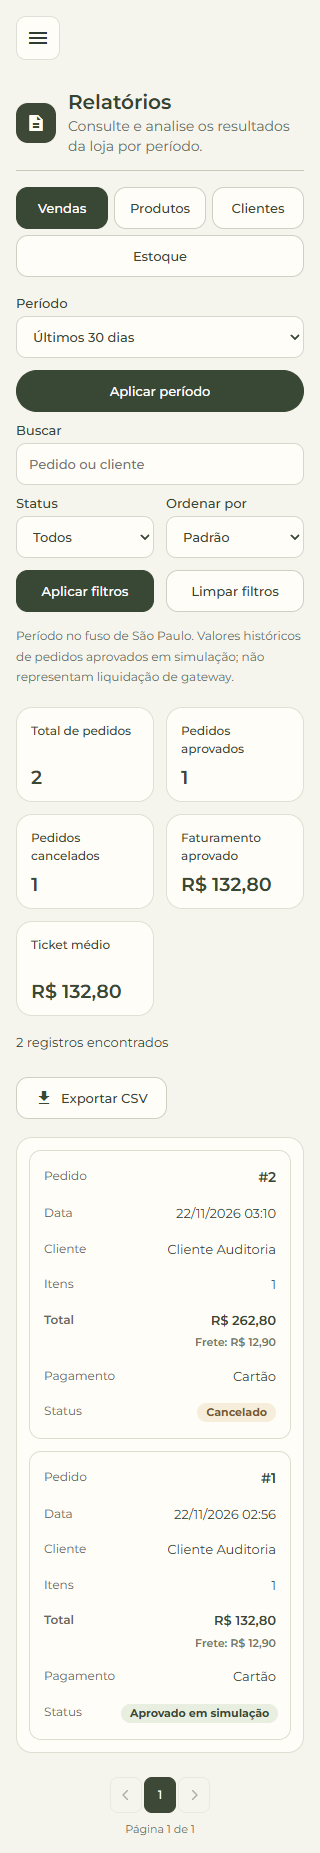 Relatórios
Consulte e analise os resultados
da loja por período.
Vendas
Produtos
Clientes
Estoque
Período
Últimos 30 dias
Aplicar período
Buscar
Pedido ou cliente
Status
Ordenar por
Todos
Padrão
Aplicar filtros
Limpar filtros
Período no fuso de São Paulo. Valores históricos
de pedidos aprovados em simulação; não
representam liquidação de gateway.
Total de pedidos
2
Pedidos
aprovados
1
Pedidos
cancelados
1
Faturamento
aprovado
R$ 132,80
Ticket médio
R$ 132,80
2 registros encontrados
Exportar CSV
Pedido #2
Data 22/11/2026 03:10
Cliente Cliente Auditoria
Itens 1
Total R$ 262,80
Frete: R$ 12,90
Pagamento Cartão
Status Cancelado
Pedido #1
Data 22/11/2026 02:56
Cliente Cliente Auditoria
Itens 1
Total R$ 132,80
Frete: R$ 12,90
Pagamento Cartão
Status Aprovado em simulação
1
Página 1 de 1